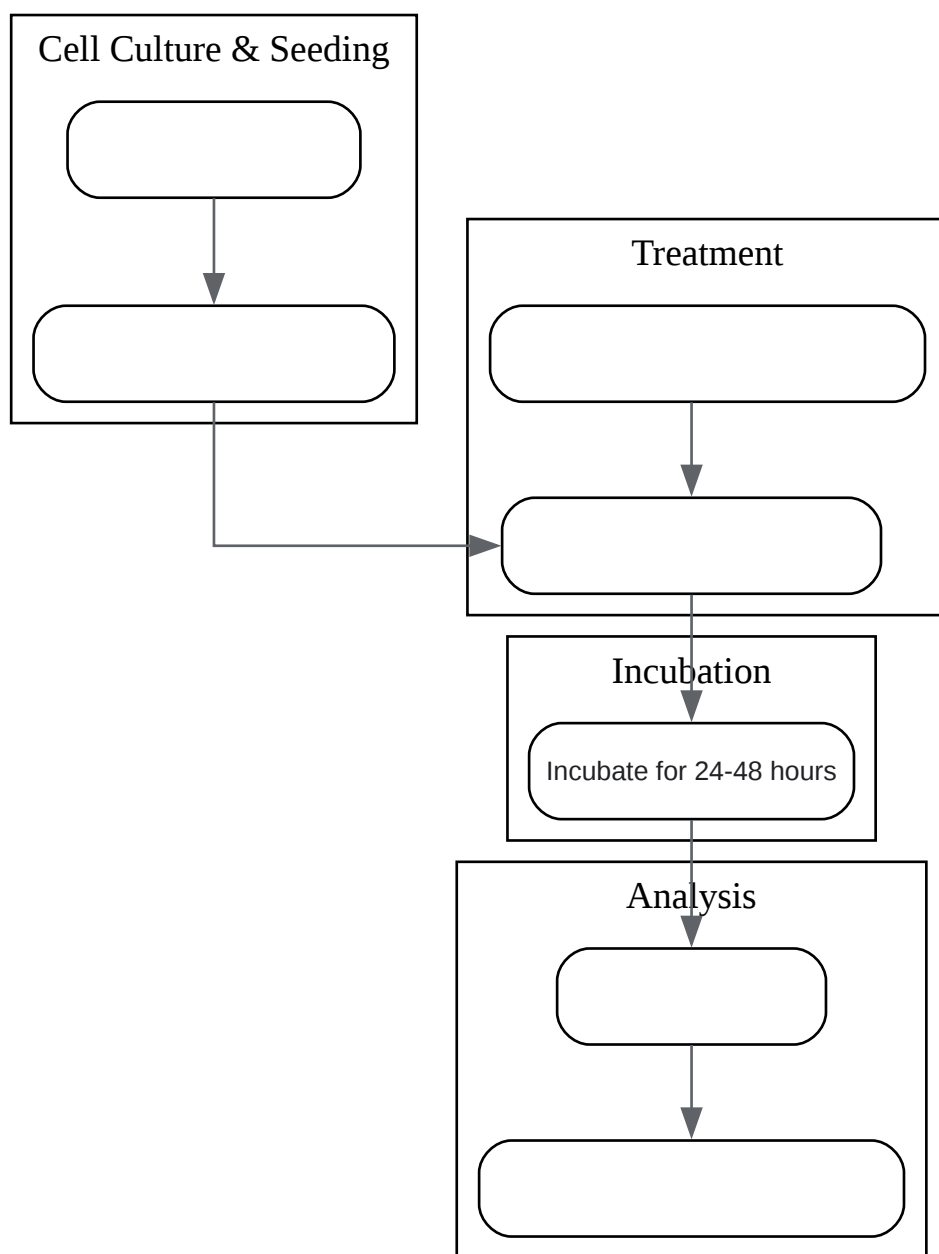 Cell Culture & Seeding
Treatment
Incubation
Incubate for 24-48 hours
Analysis